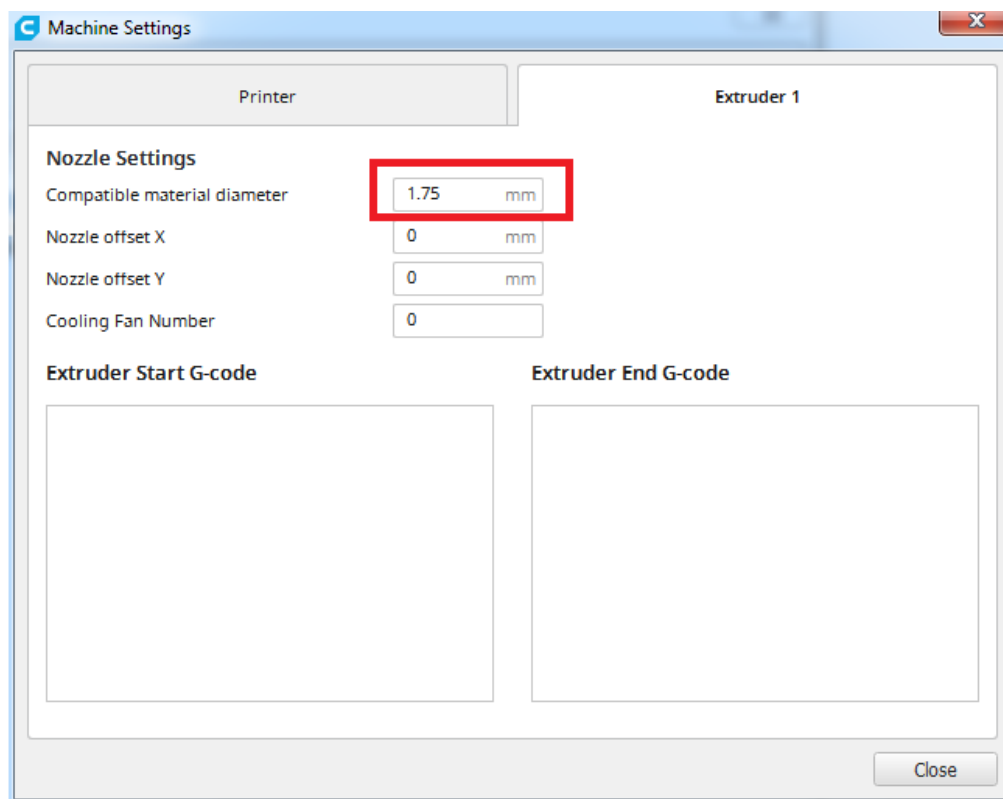 Machine Settings
Printer
Extruder 1
Nozzle Settings
Compatible material diameter 1.75 mm
Nozzle offset X 0 mm
Nozzle offset Y 0 mm
Cooling Fan Number 0
Extruder Start G-code
Extruder End G-code
Close